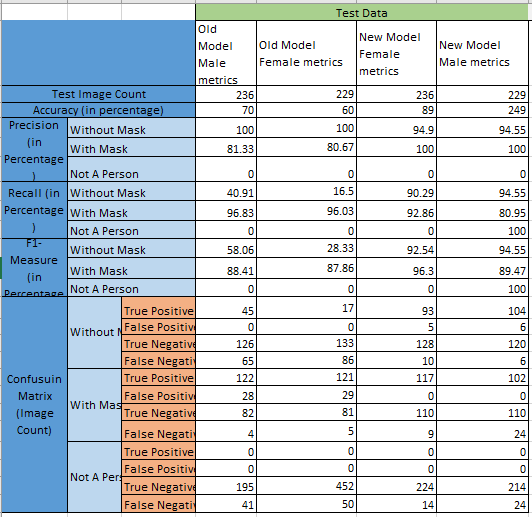 Test Data
Old Model Male metrics | Old Model Female metrics | New Model Female metrics | New Model Male metrics
Test Image Count | 236 | 229 | 236 | 229
Accuracy (in percentage) | 70 | 60 | 89 | 249
Precision (in Percentage )
Without Mask | 100 | 100 | 94.9 | 94.55
With Mask | 81.33 | 80.67 | 100 | 100
Not A Person | 0 | 0 | 0 | 0
Recall (in Percentage )
Without Mask | 40.91 | 16.5 | 90.29 | 94.55
With Mask | 96.83 | 96.03 | 92.86 | 80.95
Not A Person | 0 | 0 | 0 | 100
F1-Measure (in Percentage
Without Mask | 58.06 | 28.33 | 92.54 | 94.55
With Mask | 88.41 | 87.86 | 96.3 | 89.47
Not A Person | 0 | 0 | 0 | 100
Confusuin Matrix (Image Count)
Without M
True Positive | 45 | 17 | 93 | 104
False Positiv | 0 | 0 | 5 | 6
True Negativ | 126 | 133 | 128 | 120
False Negativ | 65 | 86 | 10 | 6
With Mas
True Positive | 122 | 121 | 117 | 102
False Positiv | 28 | 29 | 0 | 0
True Negativ | 82 | 81 | 110 | 110
False Negativ | 4 | 5 | 9 | 24
Not A Pers
True Positive | 0 | 0 | 0 | 0
False Positiv | 0 | 0 | 0 | 0
True Negativ | 195 | 452 | 224 | 214
False Negativ | 41 | 50 | 14 | 24